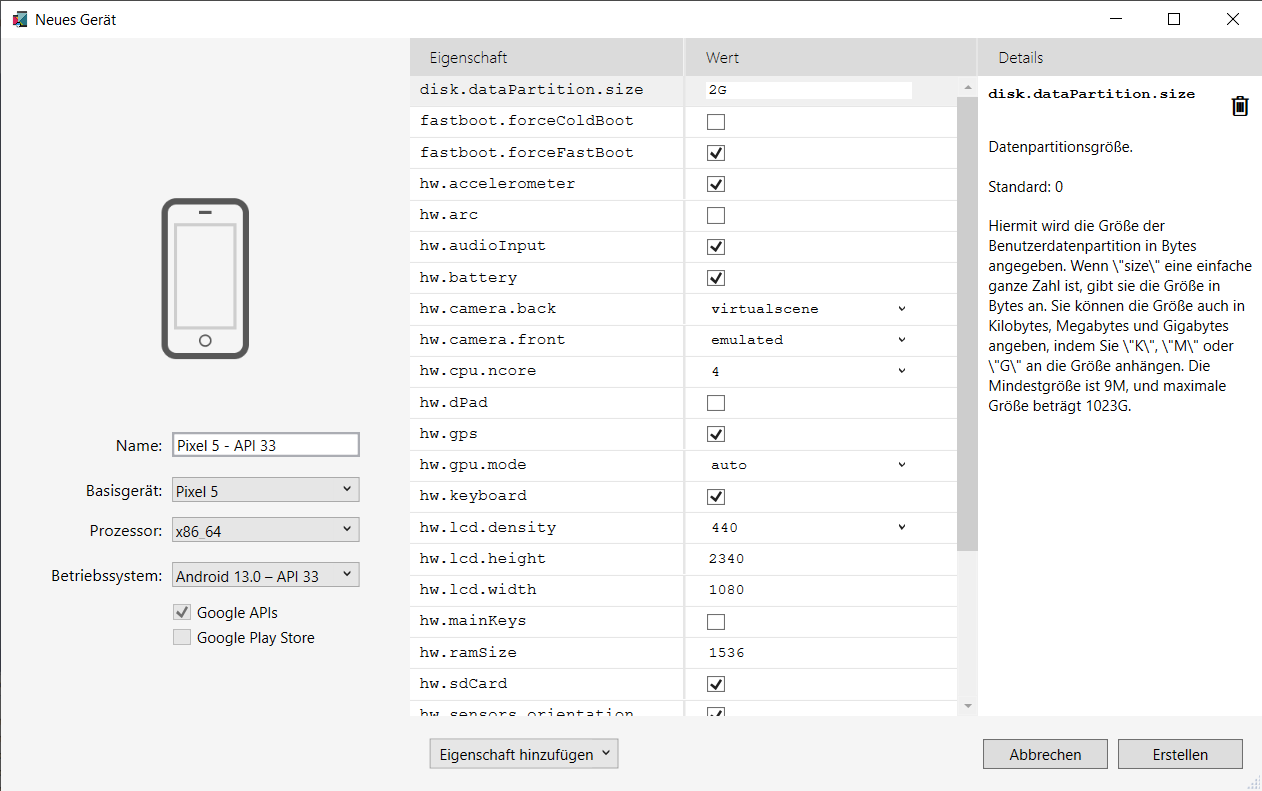 Neues Gerät
Eigenschaft Wert Details
disk.dataPartition.size 2G
fastboot.forceColdBoot
fastboot.forceFastBoot
hw.accelerometer
hw.arc
hw.audioInput
hw.battery
hw.camera.back virtualscene
hw.camera.front emulated
hw.cpu.ncore 4
hw.dPad
hw.gps
hw.gpu.mode auto
hw.keyboard
hw.lcd.density 440
hw.lcd.height 2340
hw.lcd.width 1080
hw.mainKeys
hw.ramSize 1536
hw.sdCard
hw.sensors.orientation
disk.dataPartition.size
Datenpartitionsgröße.
Standard: 0
Hiermit wird die Größe der
Benutzerdatenpartition in Bytes
angegeben. Wenn \"size\" eine einfache
ganze Zahl ist, gibt sie die Größe in
Bytes an. Sie können die Größe auch in
Kilobytes, Megabytes und Gigabytes
angeben, indem Sie \"K\", \"M\" oder
\"G\" an die Größe anhängen. Die
Mindestgröße ist 9M, und maximale
Größe beträgt 1023G.
Name: Pixel 5 - API 33
Basisgerät: Pixel 5
Prozessor: x86_64
Betriebssystem: Android 13.0 – API 33
Google APIs
Google Play Store
Eigenschaft hinzufügen
Abbrechen
Erstellen